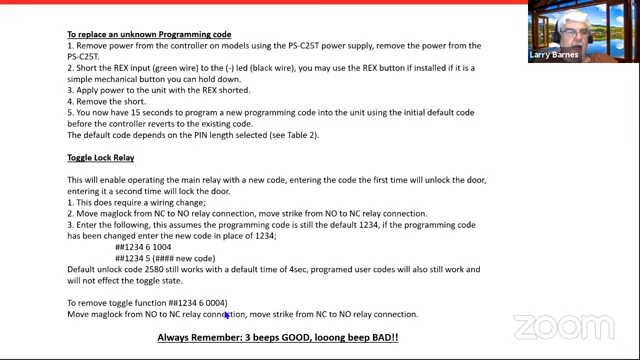 To replace an unknown Programming code
1. Remove power from the controller on models using the PS-C25T power supply, remove the power from the
PS-C25T.
2. Short the REX input (green wire) to the (-) led (black wire), you may use the REX button if installed if it is a
simple mechanical button you can hold down.
3. Apply power to the unit with the REX shorted.
4. Remove the short.
5. You now have 15 seconds to program a new programming code into the unit using the initial default code
before the controller reverts to the existing code.
The default code depends on the PIN length selected (see Table 2).
Toggle Lock Relay
This will enable operating the main relay with a new code, entering the code the first time will unlock the door,
entering it a second time will lock the door.
1. This does require a wiring change;
2. Move maglock from NC to NO relay connection, move strike from NO to NC relay connection.
3. Enter the following, this assumes the programming code is still the default 1234, if the programming code
has been changed enter the new code in place of 1234;
##1234 6 1004
##1234 5 (#### new code)
Default unlock code 2580 still works with a default time of 4sec, programed user codes will also still work and
will not effect the toggle state.
To remove toggle function ##1234 6 0004)
Move maglock from NO to NC relay connection, move strike from NC to NO relay connection.
Always Remember: 3 beeps GOOD, looong beep BAD!!
Larry Barnes
zoom